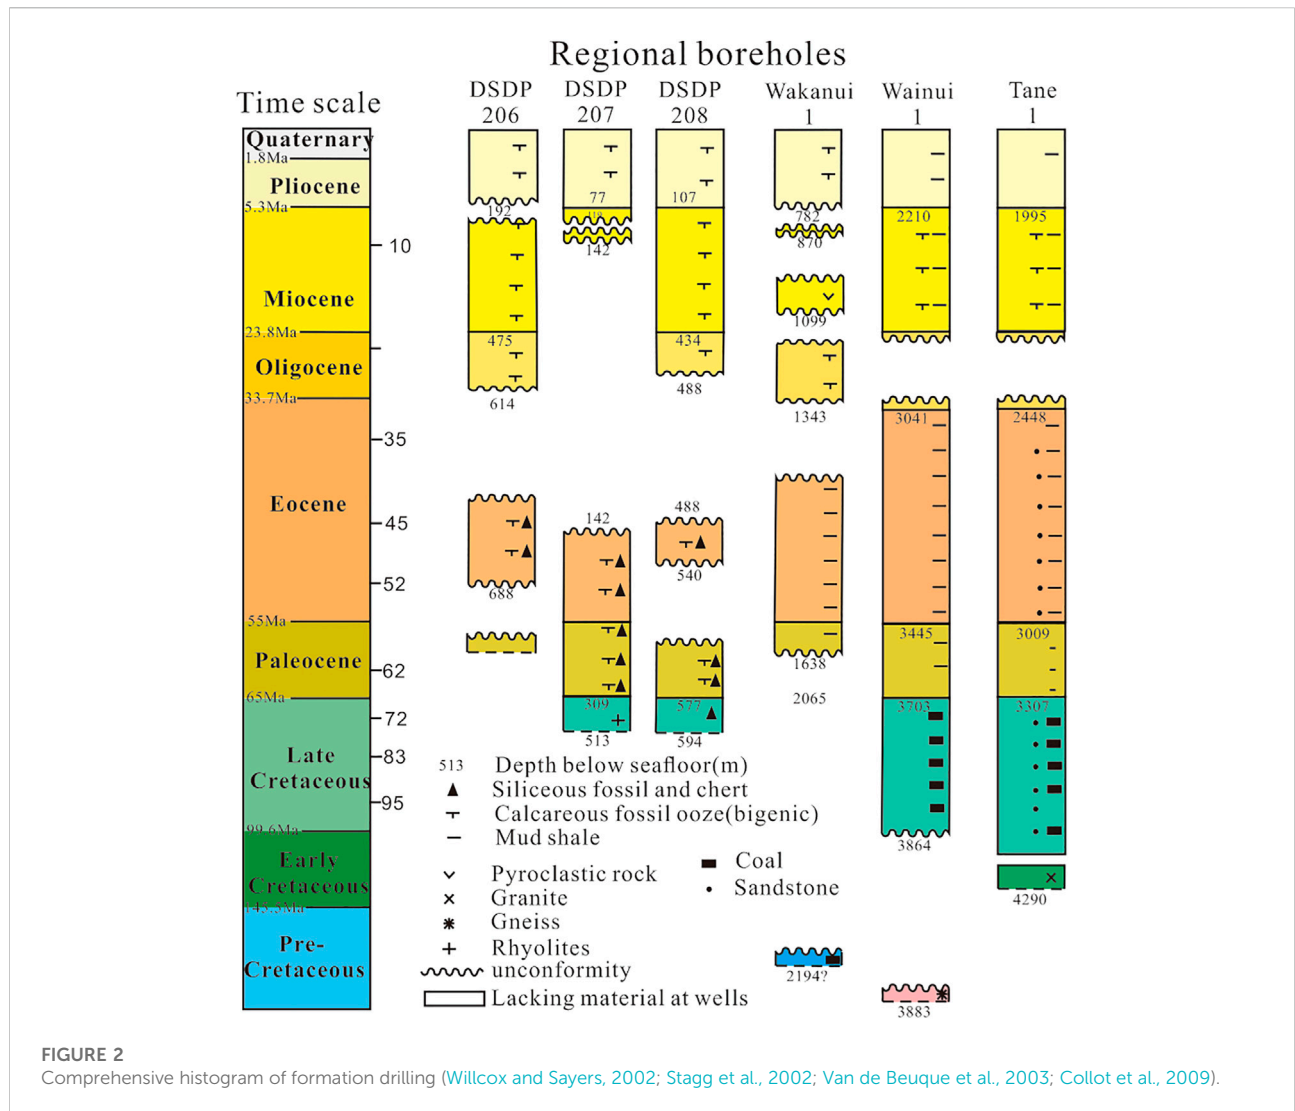 Regional boreholes
Time scale
DSDP
206
DSDP
207
DSDP
208
Wakanui
1
Wainui
1
Tane
1
Quaternary
1.8Ma
Pliocene
5.3Ma
10
Miocene
23.8Ma
Oligocene
33.7Ma
35
Eocene
45
52
55Ma
Paleocene
62
65Ma
72
Late
Cretaceous
83
95
99.6Ma
Early
Cretaceous
145.5Ma
Pre-
Cretaceous
192
475
614
688
77
142
142
309
513
107
434
488
488
540
577
594
782
870
1099
1343
1638
2065
2194?
2210
3041
3445
3703
3864
3883
1995
2448
3009
3307
4290
513 Depth below seafloor(m)
Siliceous fossil and chert
Calcareous fossil ooze(bigenic)
Mud shale
Pyroclastic rock
Granite
Gneiss
Rhyolites
unconformity
Lacking material at wells
Coal
Sandstone
FIGURE 2
Comprehensive histogram of formation drilling (Willcox and Sayers, 2002; Stagg et al., 2002; Van de Beuque et al., 2003; Collot et al., 2009).